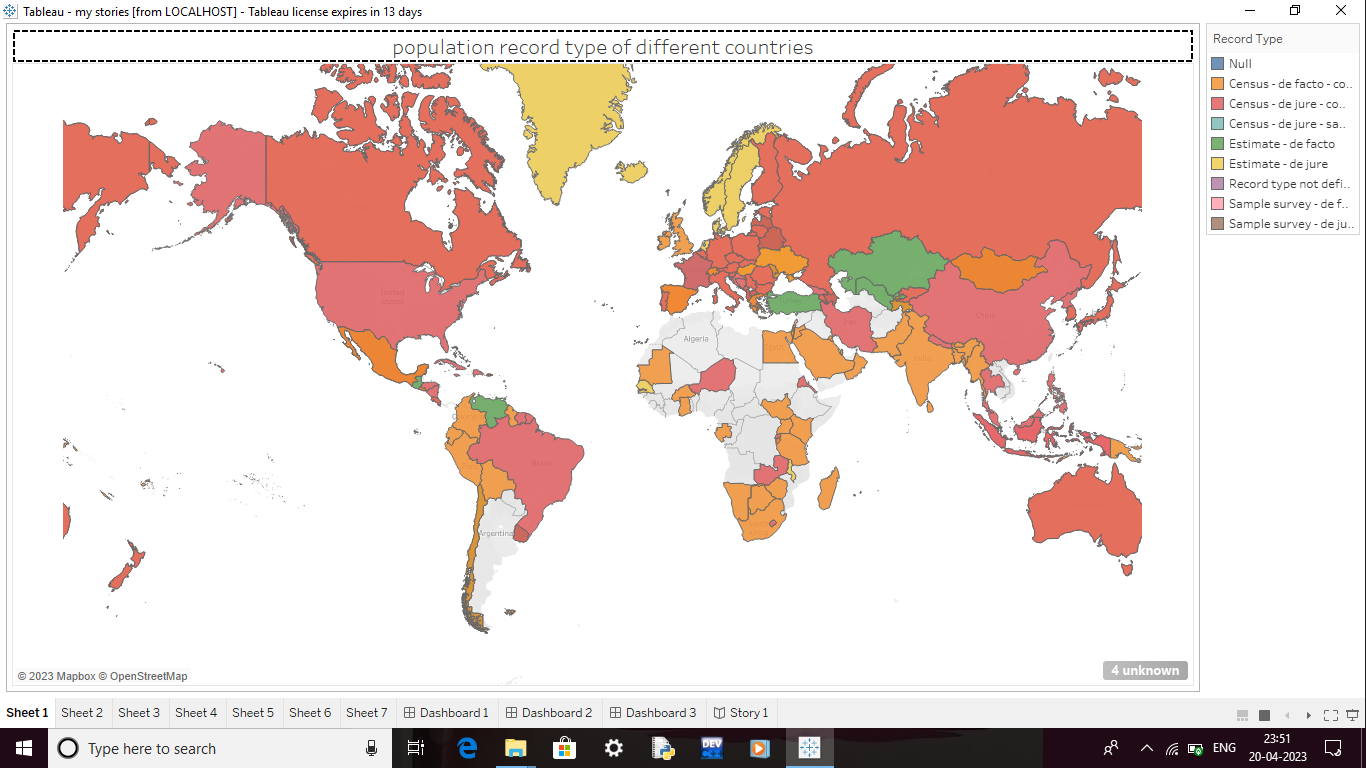 Tableau - my stories [from LOCALHOST] - Tableau license expires in 13 days
population record type of different countries
Record Type
Null
Census - de facto - co..
Census - de jure - co...
Census - de jure - sa...
Estimate - de facto
Estimate - de jure
Record type not defi...
Sample survey - de f..
Sample survey - de ju..
United
States
Algeria
China
India
Brazil
Argentina
© 2023 Mapbox © OpenStreetMap
4 unknown
Sheet 1 Sheet 2 Sheet 3 Sheet 4 Sheet 5 Sheet 6 Sheet 7 Dashboard 1 Dashboard 2 Dashboard 3 Story 1
Type here to search
DEV
ENG
23:51
20-04-2023